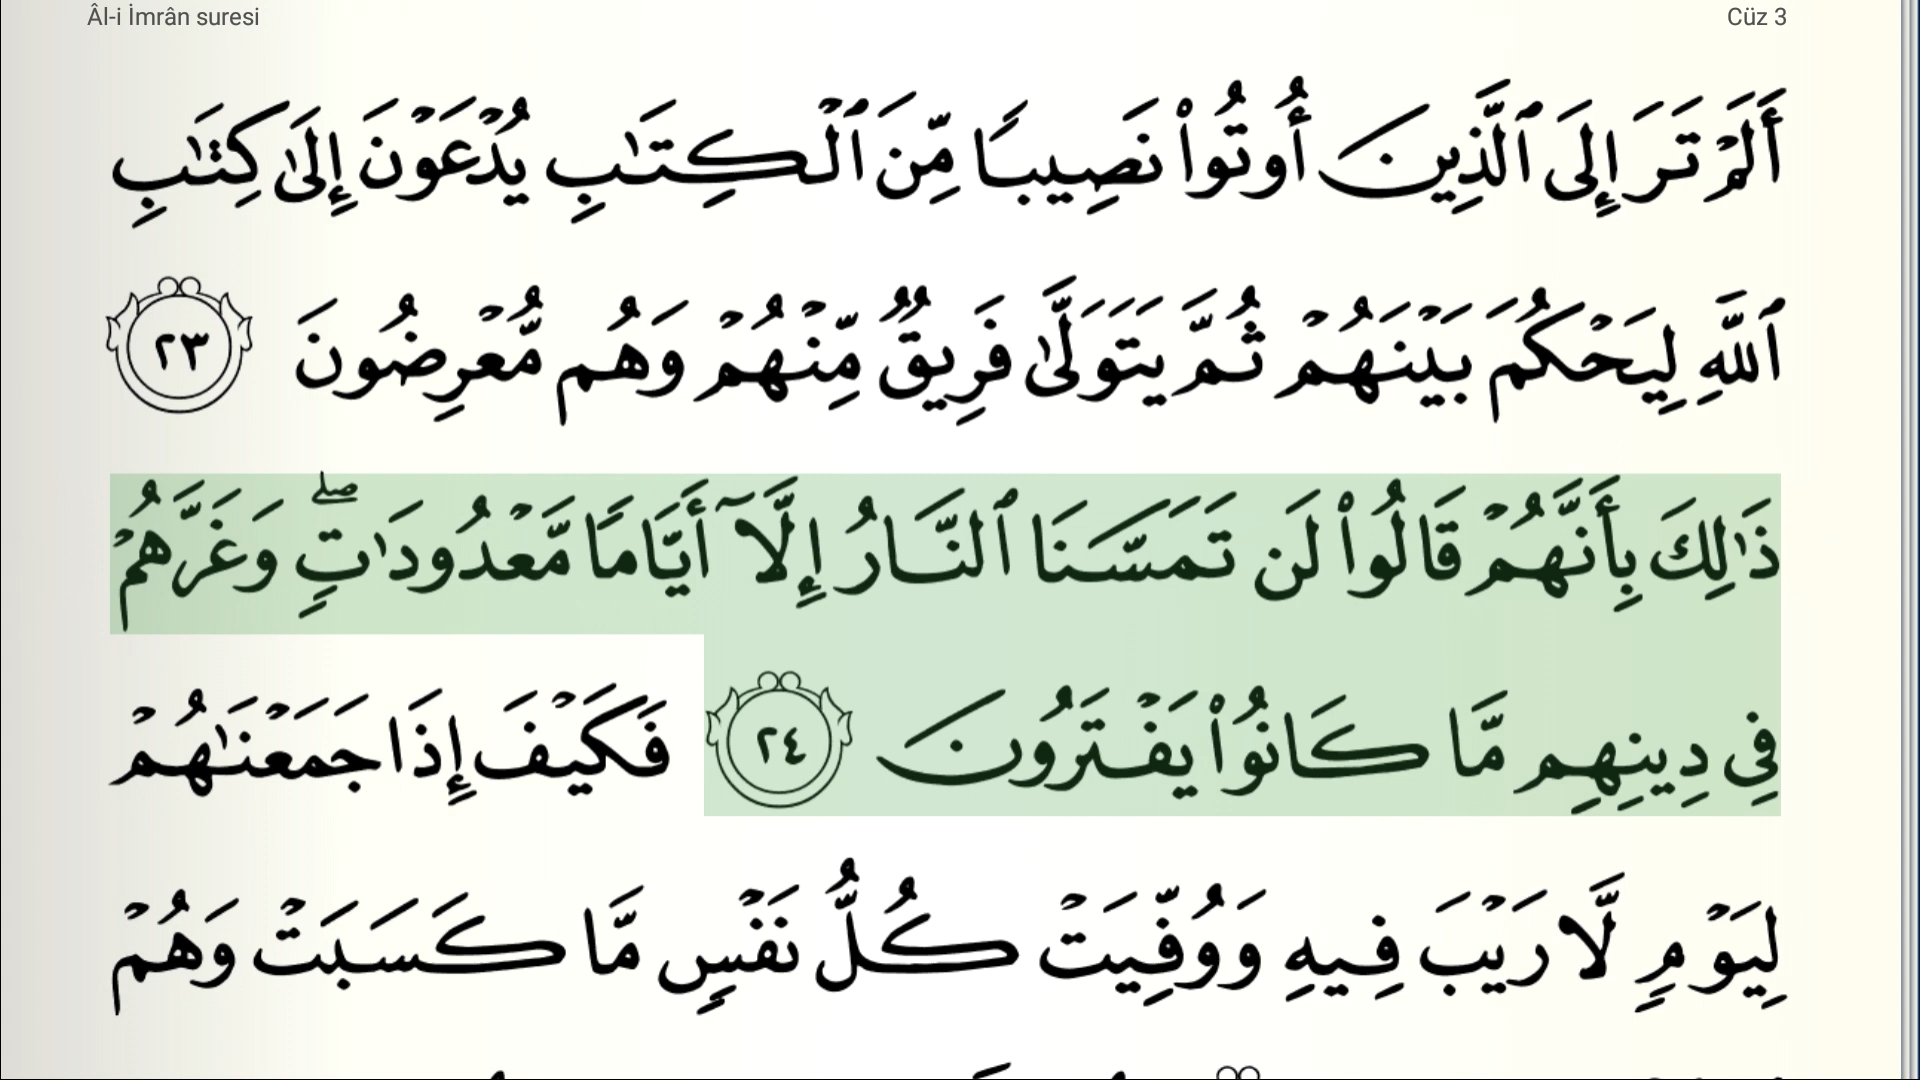 Âl-i İmrân suresi Cüz 3
أَلَمۡ تَرَ إِلَى ٱلَّذِينَ أُوتُواْ نَصِيبٗا مِّنَ ٱلۡكِتَٰبِ يُدۡعَوۡنَ إِلَىٰ كِتَٰبِ
ٱللَّهِ لِيَحۡكُمَ بَيۡنَهُمۡ ثُمَّ يَتَوَلَّىٰ فَرِيقٞ مِّنۡهُمۡ وَهُم مُّعۡرِضُونَ ٢٣
ذَٰلِكَ بِأَنَّهُمۡ قَالُواْ لَن تَمَسَّنَا ٱلنَّارُ إِلَّآ أَيَّامٗا مَّعۡدُودَٰتٖۖ وَغَرَّهُمۡ
فِي دِينِهِم مَّا كَانُواْ يَفۡتَرُونَ ٢٤ فَكَيۡفَ إِذَا جَمَعۡنَٰهُمۡ
لِيَوۡمٖ لَّا رَيۡبَ فِيهِ وَوُفِّيَتۡ كُلُّ نَفۡسٖ مَّا كَسَبَتۡ وَهُمۡ